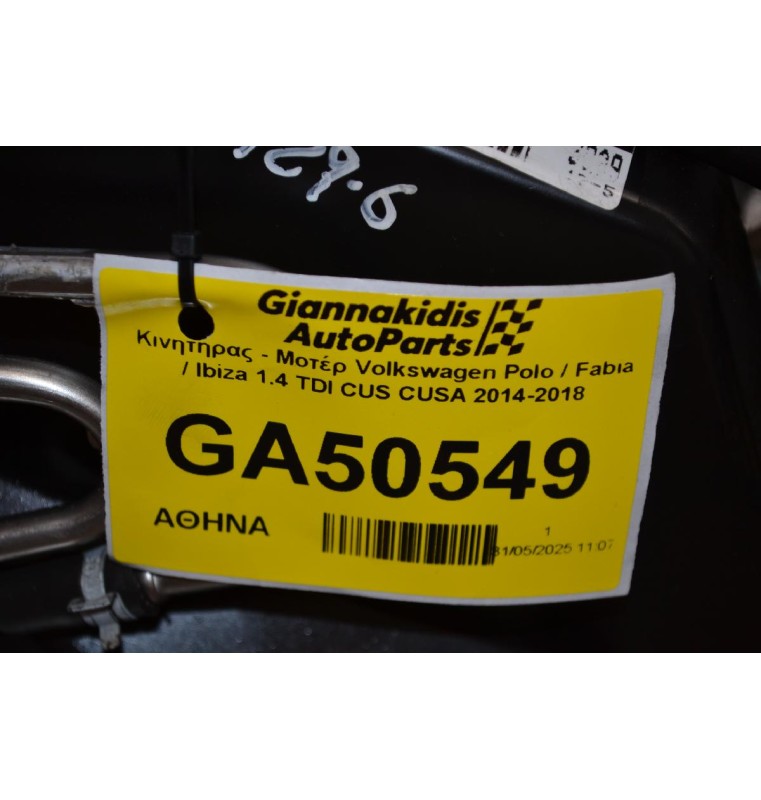 Giannakidis
AutoParts
Κινητήρας - Μοτέρ Volkswagen Polo / Fabia
/ Ibiza 1.4 TDI CUS CUSA 2014-2018
GA50549
ΑΘΗΝΑ
1
31/05/2025 11:07